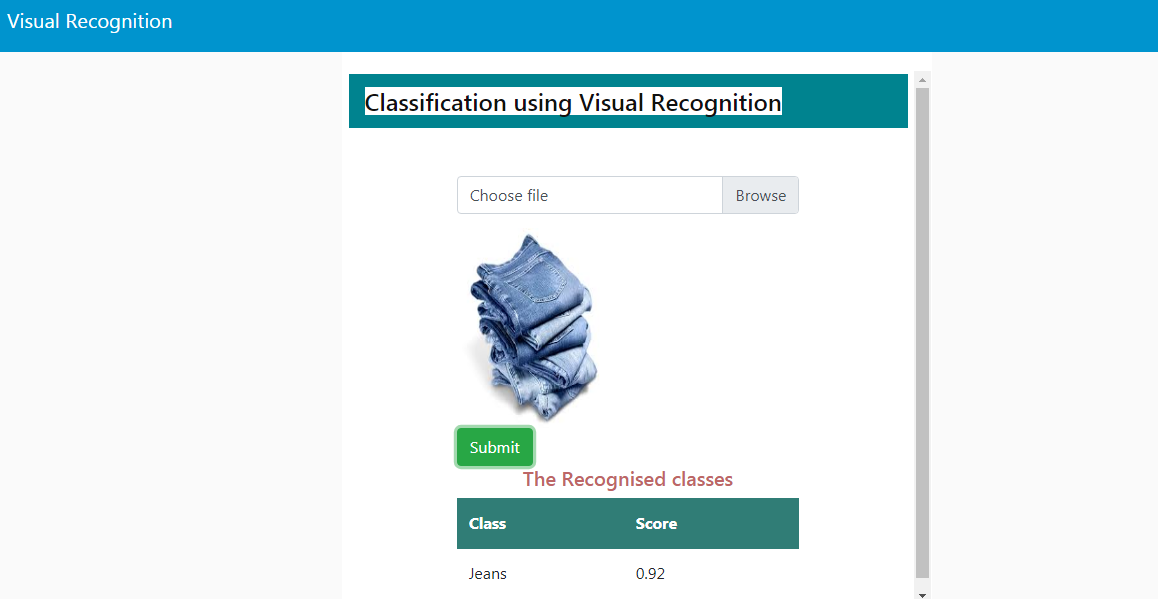 Visual Recognition
Classification using Visual Recognition
Choose file Browse
Submit
The Recognised classes
Class Score
Jeans 0.92